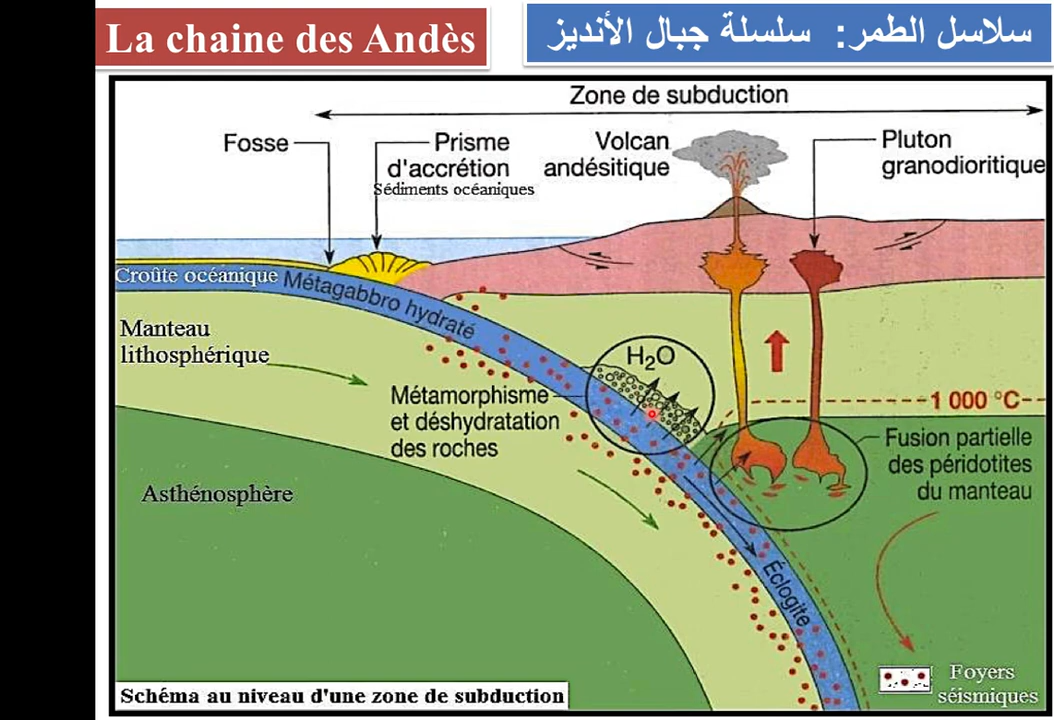 La chaine des Andès
سلاسل الطمر: سلسلة جبال الأنديز
Zone de subduction
Fosse
Prisme
d'accrétion
Sédiments océaniques
Volcan
andésitique
Pluton
granodioritique
Croûte océanique
Métagabbro hydraté
Manteau
lithosphérique
H₂O
Métamorphisme
et déshydratation
des roches
1 000 °C
Fusion partielle
des péridotites
du manteau
Asthénosphère
Éclogite
Foyers
séismiques
Schéma au niveau d'une zone de subduction